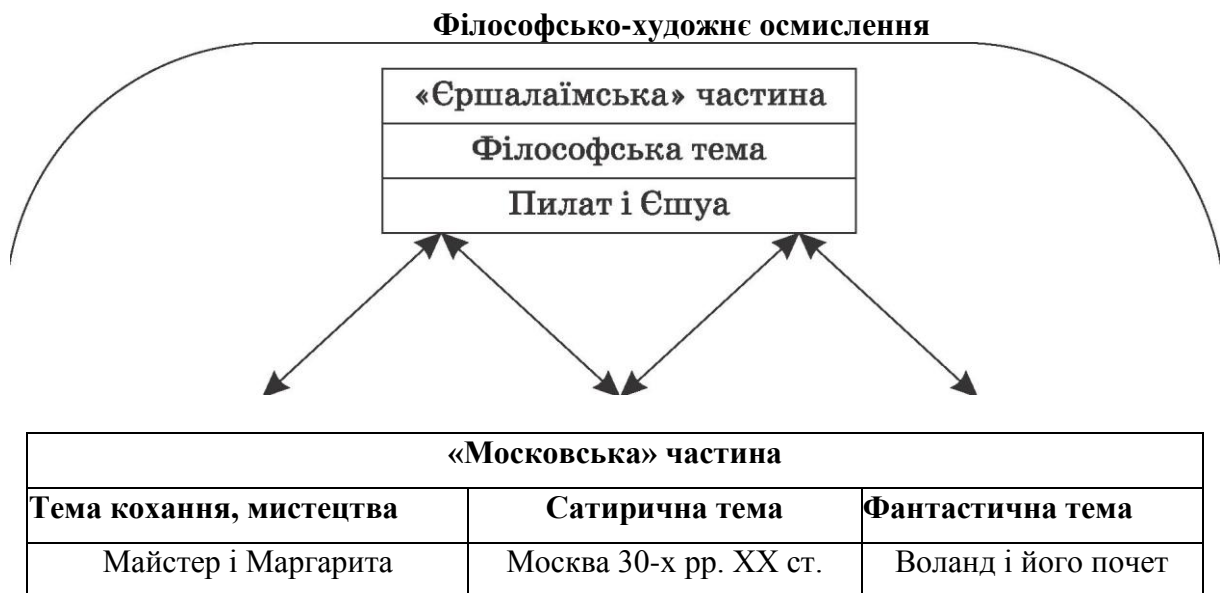 Філософсько-художнє осмислення
«Єршалаїмська» частина
Філософська тема
Пилат і Єшуа
«Московська» частина
Тема кохання, мистецтва Сатирична тема Фантастична тема
Майстер і Маргарита Москва 30-х рр. ХХ ст. Воланд і його почет